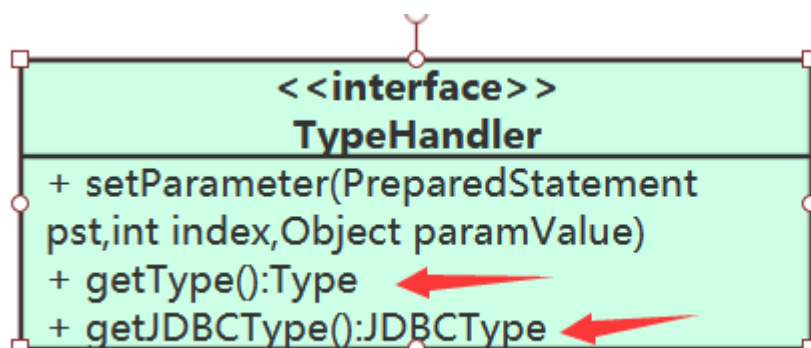 <<interface>>
TypeHandler
+ setParameter(PreparedStatement
pst,int index,Object paramValue)
+ getType():Type
+ getJDBCType():JDBCType